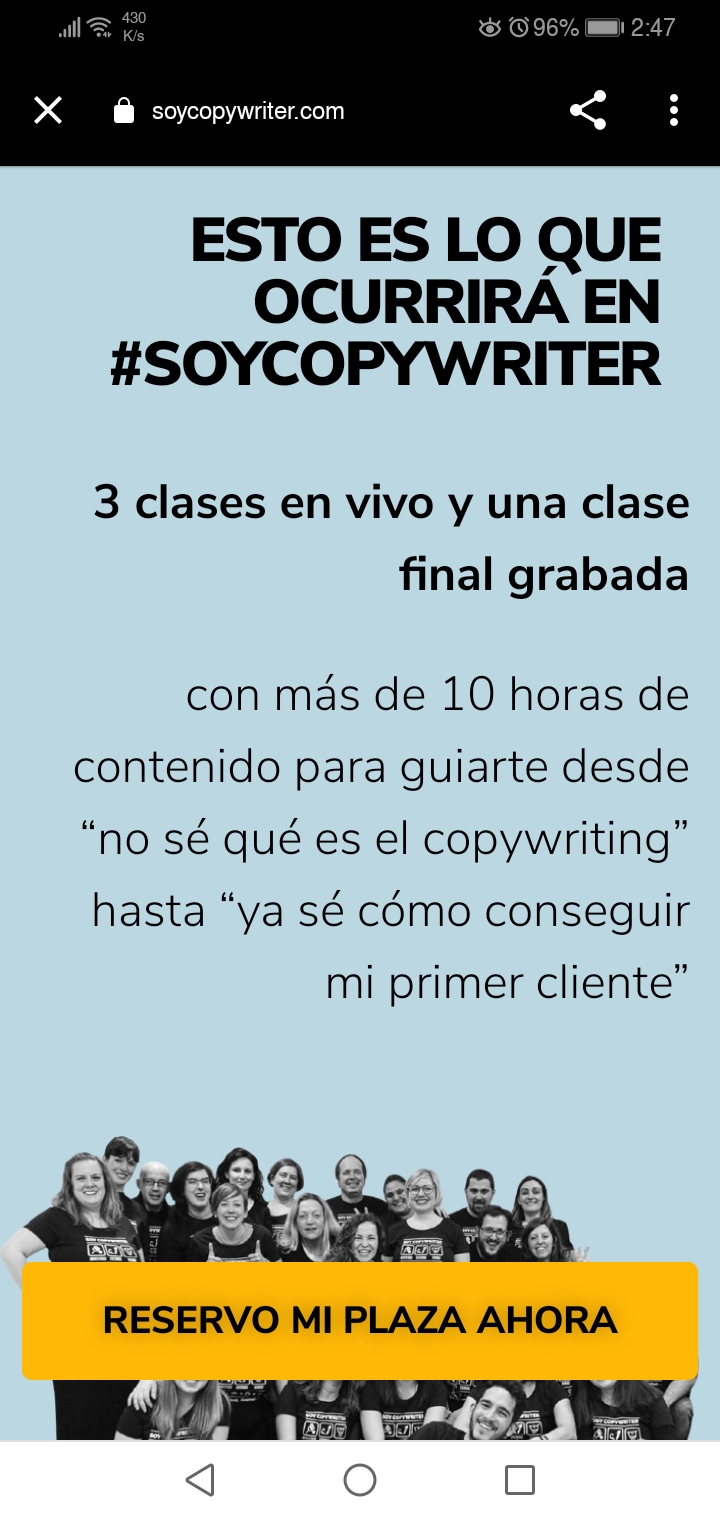 430
K/s
96%
2:47
soycopywriter.com
ESTO ES LO QUE
OCURRIRÁ EN
#SOYCOPYWRITER
3 clases en vivo y una clase
final grabada
con más de 10 horas de
contenido para guiarte desde
“no sé qué es el copywriting”
hasta “ya sé cómo conseguir
mi primer cliente”
RESERVO MI PLAZA AHORA